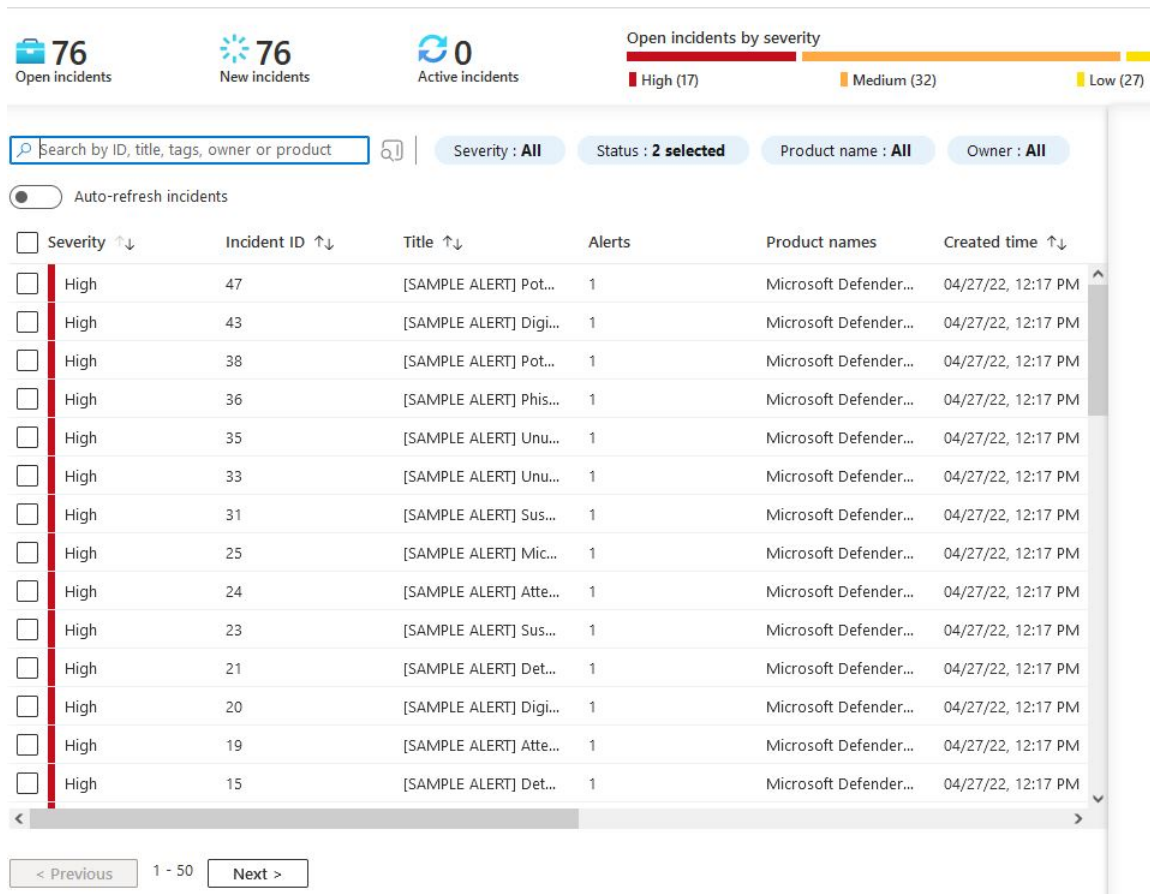 76
Open incidents
76
New incidents
0
Active incidents
Open incidents by severity
High (17)
Medium (32)
Low (27)
Search by ID, title, tags, owner or product
Severity : All
Status : 2 selected
Product name : All
Owner : All
Auto-refresh incidents
Severity ↑↓ Incident ID ↑↓ Title ↑↓ Alerts Product names Created time ↑↓
High 47 [SAMPLE ALERT] Pot... 1 Microsoft Defender... 04/27/22, 12:17 PM
High 43 [SAMPLE ALERT] Digi... 1 Microsoft Defender... 04/27/22, 12:17 PM
High 38 [SAMPLE ALERT] Pot... 1 Microsoft Defender... 04/27/22, 12:17 PM
High 36 [SAMPLE ALERT] Phis... 1 Microsoft Defender... 04/27/22, 12:17 PM
High 35 [SAMPLE ALERT] Unu... 1 Microsoft Defender... 04/27/22, 12:17 PM
High 33 [SAMPLE ALERT] Unu... 1 Microsoft Defender... 04/27/22, 12:17 PM
High 31 [SAMPLE ALERT] Sus... 1 Microsoft Defender... 04/27/22, 12:17 PM
High 25 [SAMPLE ALERT] Mic... 1 Microsoft Defender... 04/27/22, 12:17 PM
High 24 [SAMPLE ALERT] Atte... 1 Microsoft Defender... 04/27/22, 12:17 PM
High 23 [SAMPLE ALERT] Sus... 1 Microsoft Defender... 04/27/22, 12:17 PM
High 21 [SAMPLE ALERT] Det... 1 Microsoft Defender... 04/27/22, 12:17 PM
High 20 [SAMPLE ALERT] Digi... 1 Microsoft Defender... 04/27/22, 12:17 PM
High 19 [SAMPLE ALERT] Atte... 1 Microsoft Defender... 04/27/22, 12:17 PM
High 15 [SAMPLE ALERT] Det... 1 Microsoft Defender... 04/27/22, 12:17 PM
< Previous 1 - 50 Next >